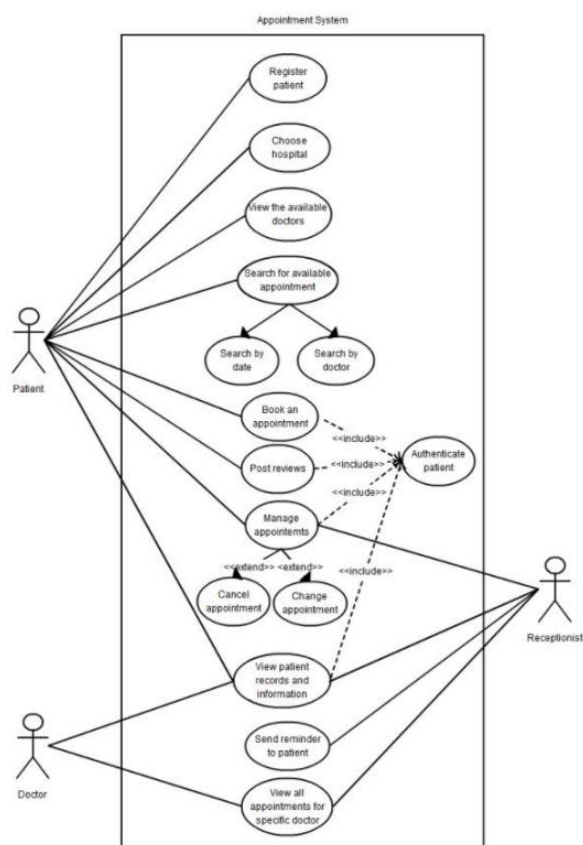 Appointment System
Register
patient
Choose
hospital
View the available
doctors
Search for available
appointment
Search by
date
Search by
doctor
Patient
Book an
appointment
<<include>>
Post reviews
<<include>>
Authenticate
patient
<<include>>
Manage
appointemts
<<extend>>
<<extend>>
<<include>>
Cancel
appointment
Change
appointment
Receptionist
View patient
records and
information
Send reminder
to patient
Doctor
View all
appointments for
specific doctor